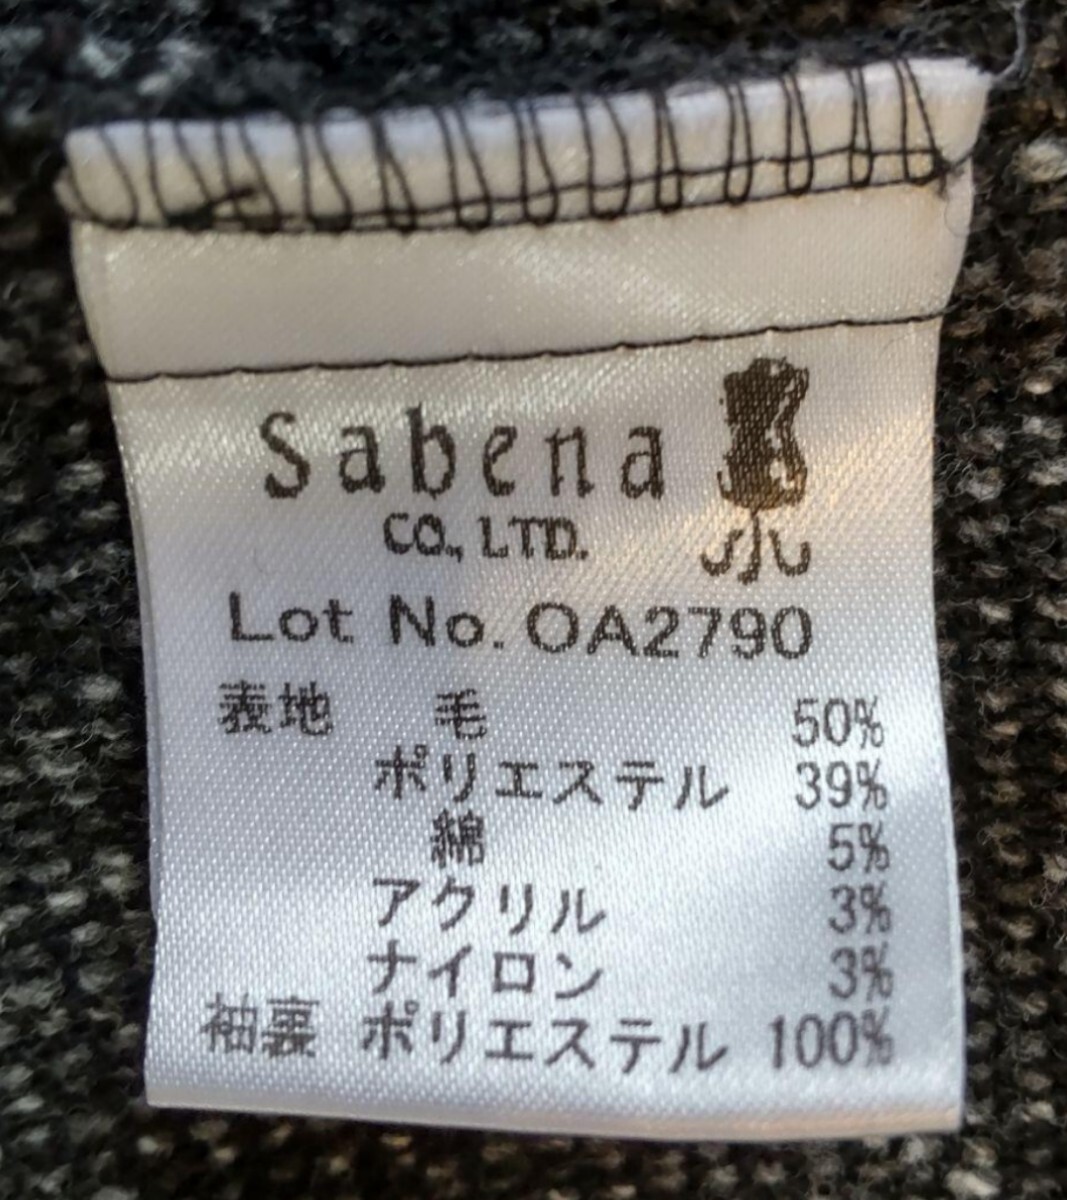 Sabena
CO., LTD.
Lot No. OA2790
表地 毛 50%
ポリエステル 39%
綿 5%
アクリル 3%
ナイロン 3%
袖裏 ポリエステル 100%